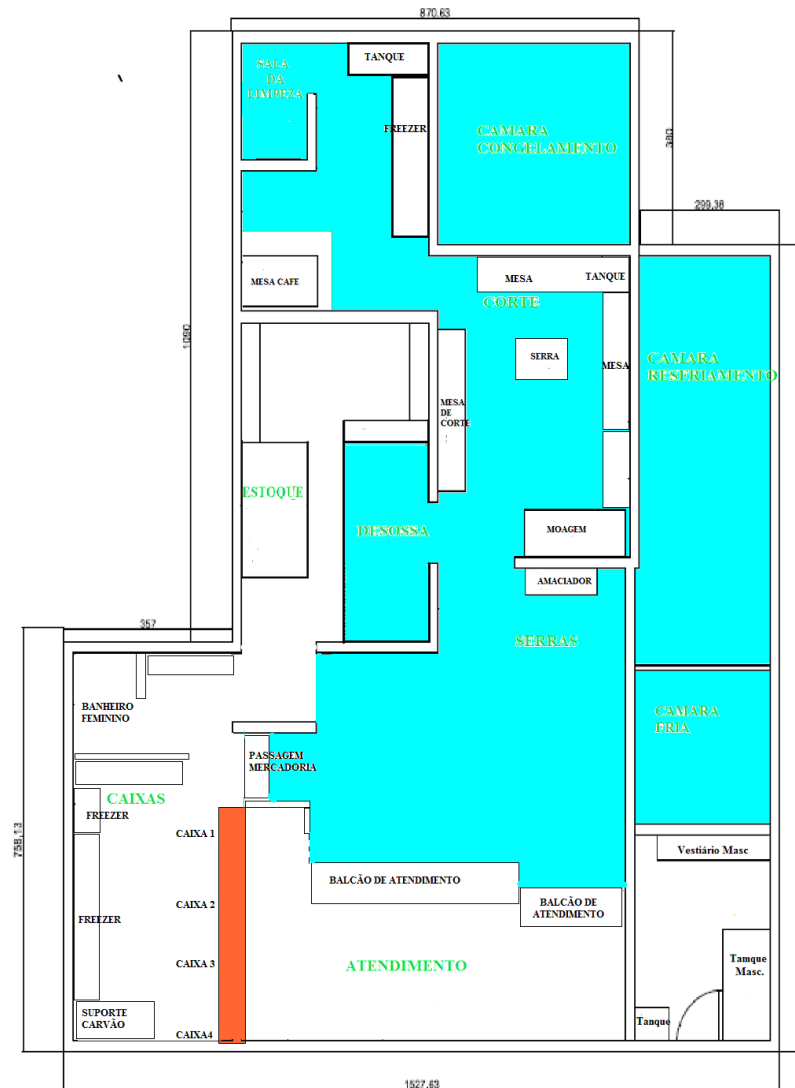 870,63
TANQUE
SALA
DA
LIMPEZA
FREEZER
CAMARA
CONGELAMENTO
380
299,38
MESA CAFE
MESA
TANQUE
CORTE
1090
SERRA
MESA
CAMARA
RESFRIAMENTO
MESA
DE
CORTE
ESTOQUE
DESOSSA
MOAGEM
AMACIADOR
357
SERRAS
BANHEIRO
FEMININO
CAMARA
FRIA
PASSAGEM
MERCADORIA
CAIXAS
FREEZER
CAIXA 1
758,13
Vestiário Masc
BALCÃO DE ATENDIMENTO
CAIXA 2
BALCÃO DE
ATENDIMENTO
FREEZER
CAIXA 3
ATENDIMENTO
Tamque
Masc.
SUPORTE
CARVÃO
CAIXA4
Tanque
1527,63